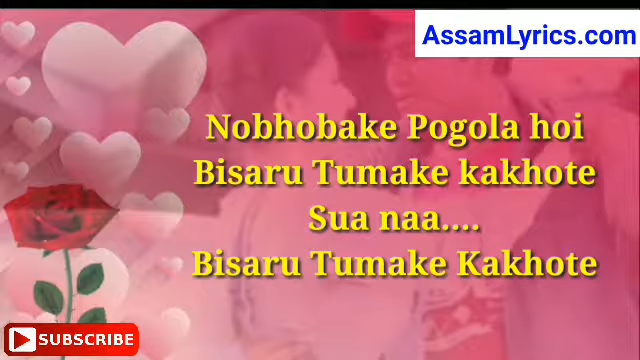 AssamLyrics.com
Nobhobake Pogola hoi
Bisaru Tumake kakhote
Sua naa....
Bisaru Tumake Kakhote
SUBSCRIBE